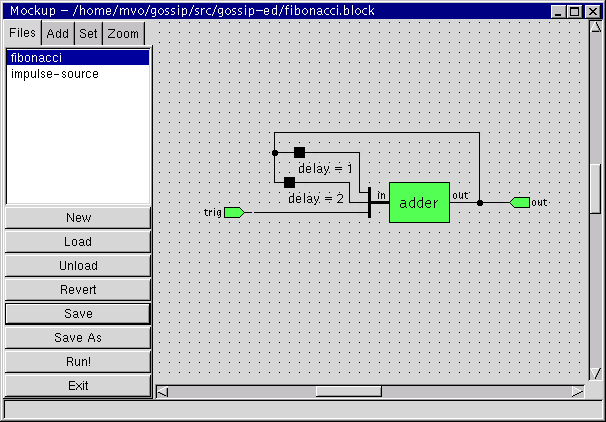 Mockup - /home/mvo/gossip/src/gossip-ed/fibonacci.block
Files Add Set Zoom
fibonacci
impulse-source
New
Load
Unload
Revert
Save
Save As
Run!
Exit
delay = 1
delay = 2
trig
in
adder
out
out